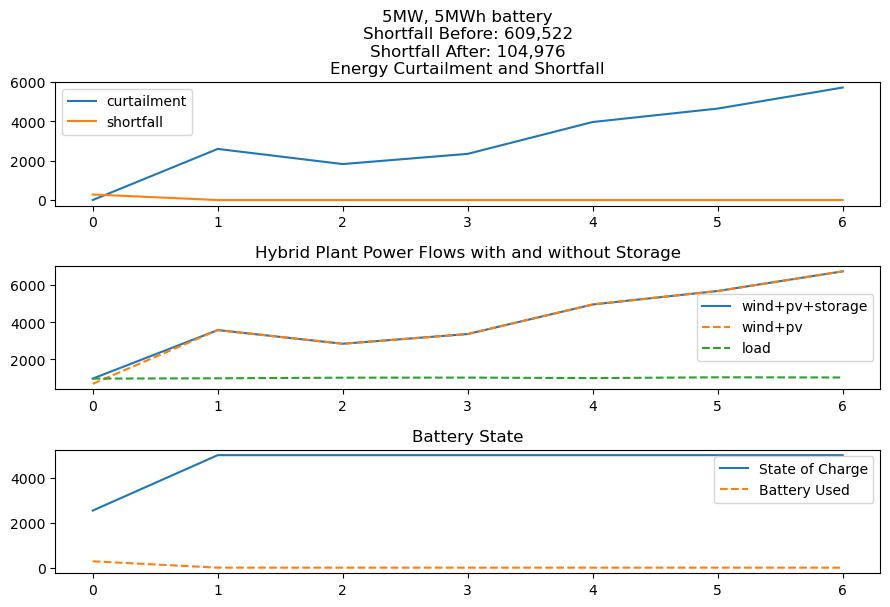 5MW, 5MWh battery
Shortfall Before: 609,522
Shortfall After: 104,976
Energy Curtailment and Shortfall
6000
4000
2000
0
curtailment
shortfall
0 1 2 3 4 5 6
Hybrid Plant Power Flows with and without Storage
6000
4000
2000
wind+pv+storage
wind+pv
load
0 1 2 3 4 5 6
Battery State
4000
2000
0
State of Charge
Battery Used
0 1 2 3 4 5 6